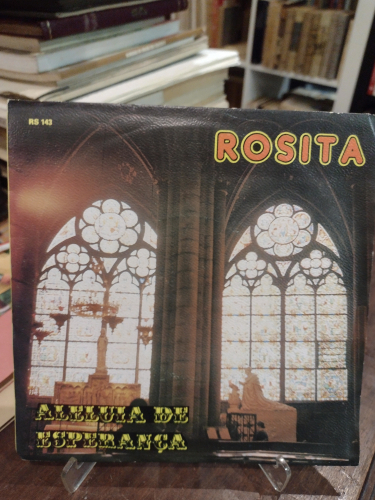 RS 143
ROSITA
ALELUIA DE
ESPERANÇA